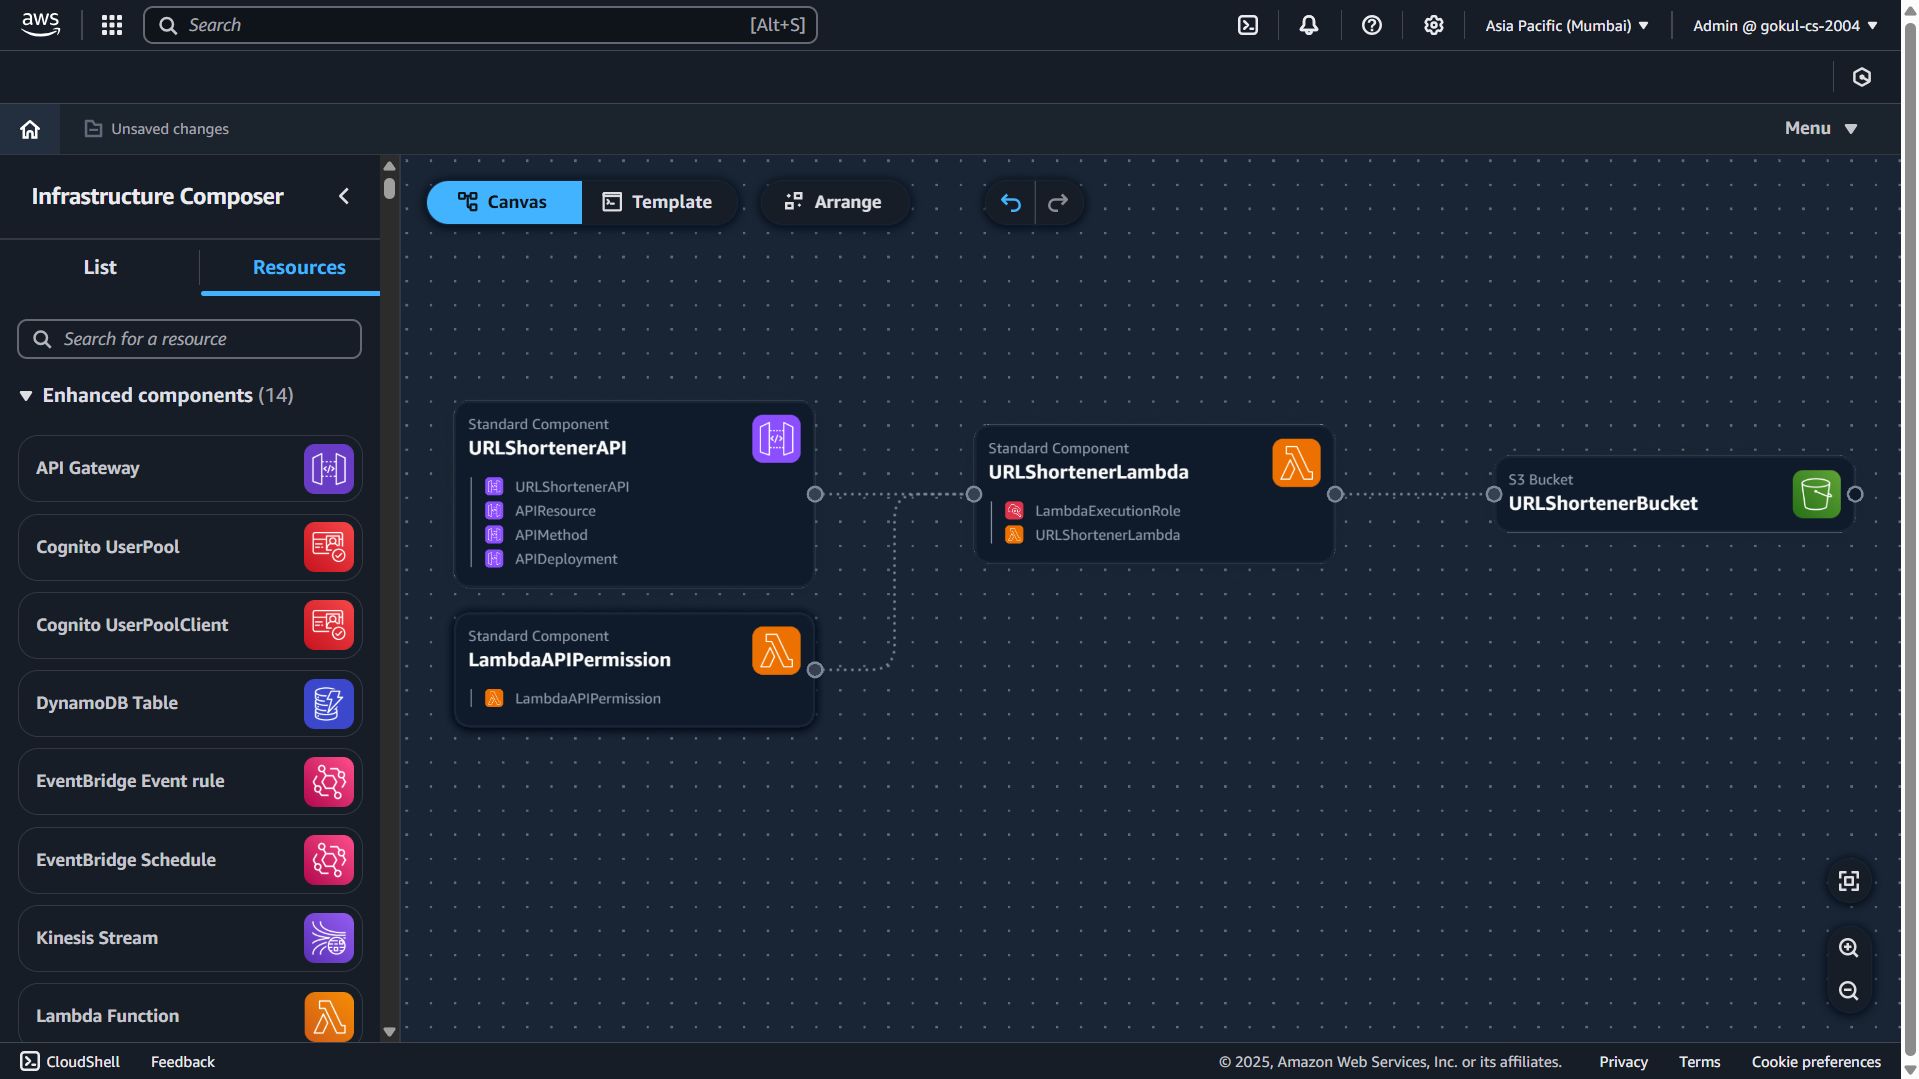 aws
Search
[Alt+S]
Asia Pacific (Mumbai)
Admin @ gokul-cs-2004
Unsaved changes
Menu
Infrastructure Composer
List
Resources
Search for a resource
Enhanced components (14)
API Gateway
Cognito UserPool
Cognito UserPoolClient
DynamoDB Table
EventBridge Event rule
EventBridge Schedule
Kinesis Stream
Lambda Function
Canvas
Template
Arrange
Standard Component
URLShortenerAPI
URLShortenerAPI
APIResource
APIMethod
APIDeployment
Standard Component
LambdaAPIPermission
LambdaAPIPermission
Standard Component
URLShortenerLambda
LambdaExecutionRole
URLShortenerLambda
S3 Bucket
URLShortenerBucket
CloudShell
Feedback
© 2025, Amazon Web Services, Inc. or its affiliates.
Privacy
Terms
Cookie preferences